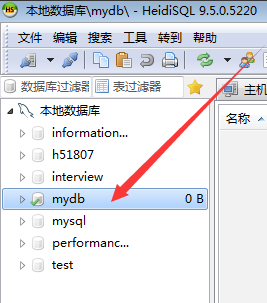 本地数据库\mydb\ - HeidiSQL 9.5.0.5220
文件 编辑 搜索 工具 转到 帮助
数据库过滤器 表过滤器
本地数据库
主机
information...
h51807
interview
mydb 0 B
mysql
performanc...
test
名称